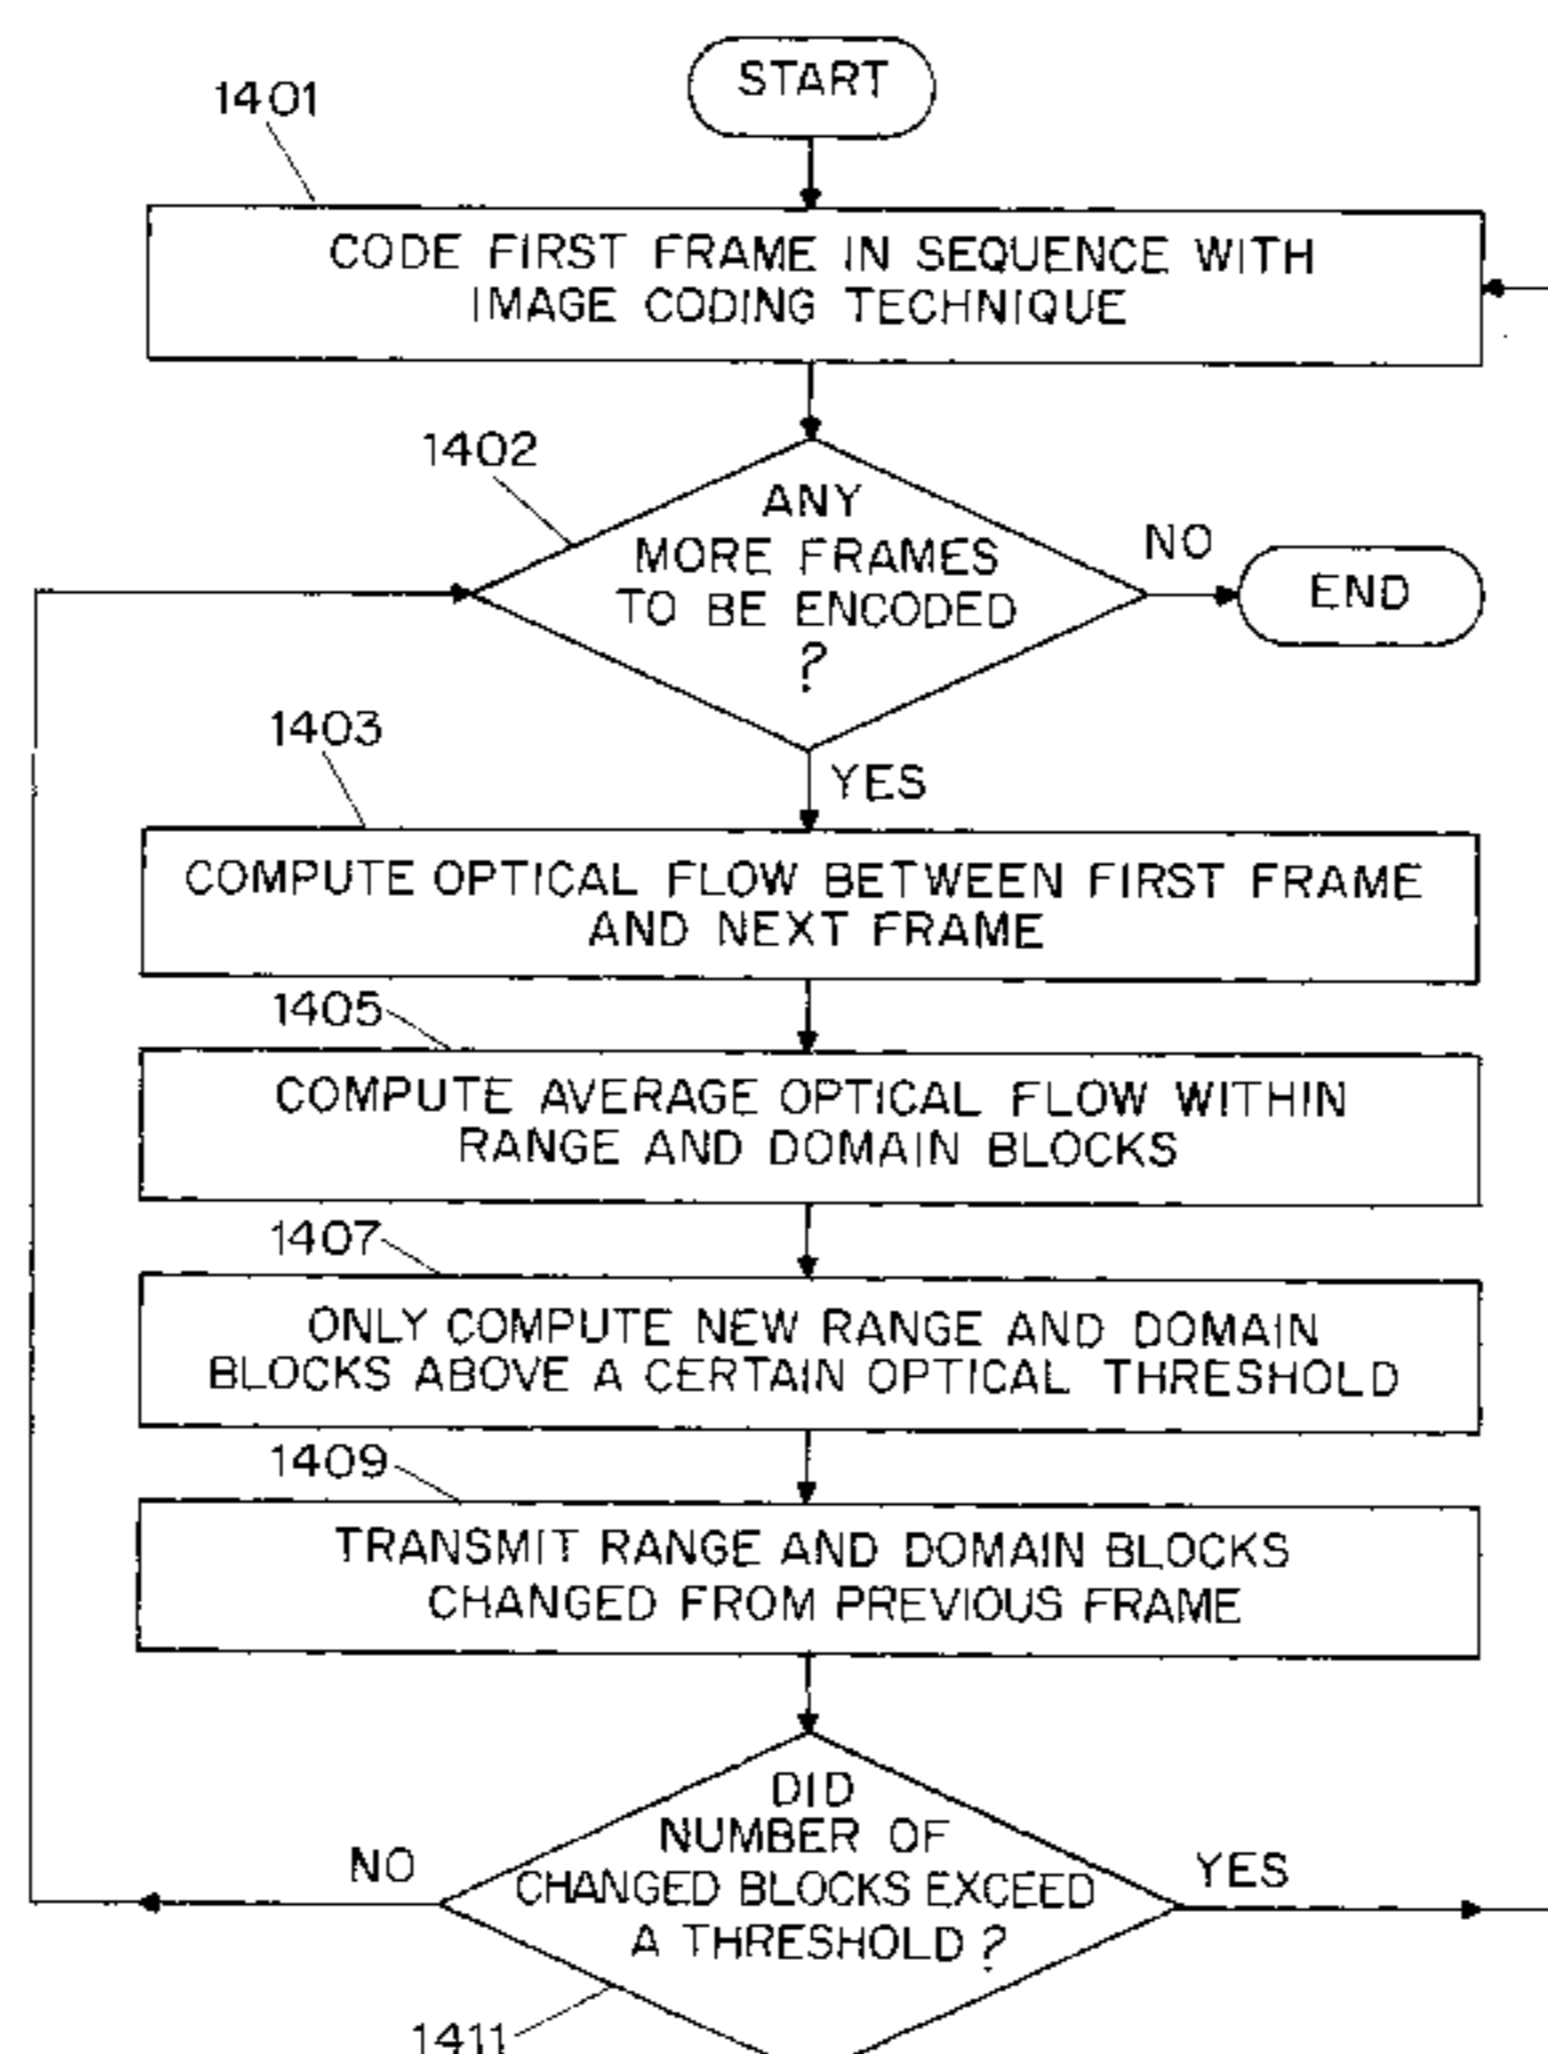 START
1401
CODE FIRST FRAME IN SEQUENCE WITH
IMAGE CODING TECHNIQUE
1402
ANY
MORE FRAMES
TO BE ENCODED
?
NO
END
1403
YES
COMPUTE OPTICAL FLOW BETWEEN FIRST FRAME
AND NEXT FRAME
1405
COMPUTE AVERAGE OPTICAL FLOW WITHIN
RANGE AND DOMAIN BLOCKS
1407
ONLY COMPUTE NEW RANGE AND DOMAIN
BLOCKS ABOVE A CERTAIN OPTICAL THRESHOLD
1409
TRANSMIT RANGE AND DOMAIN BLOCKS
CHANGED FROM PREVIOUS FRAME
DID
NUMBER OF
CHANGED BLOCKS EXCEED
A THRESHOLD ?
NO
YES
1411